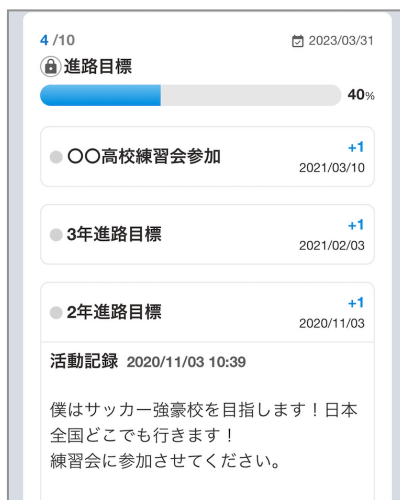 4 /10 2023/03/31
進路目標
40%
〇〇高校練習会参加 +1
2021/03/10
3年進路目標 +1
2021/02/03
2年進路目標 +1
2020/11/03
活動記録 2020/11/03 10:39
僕はサッカー強豪校を目指します！日本
全国どこでも行きます！
練習会に参加させてください。